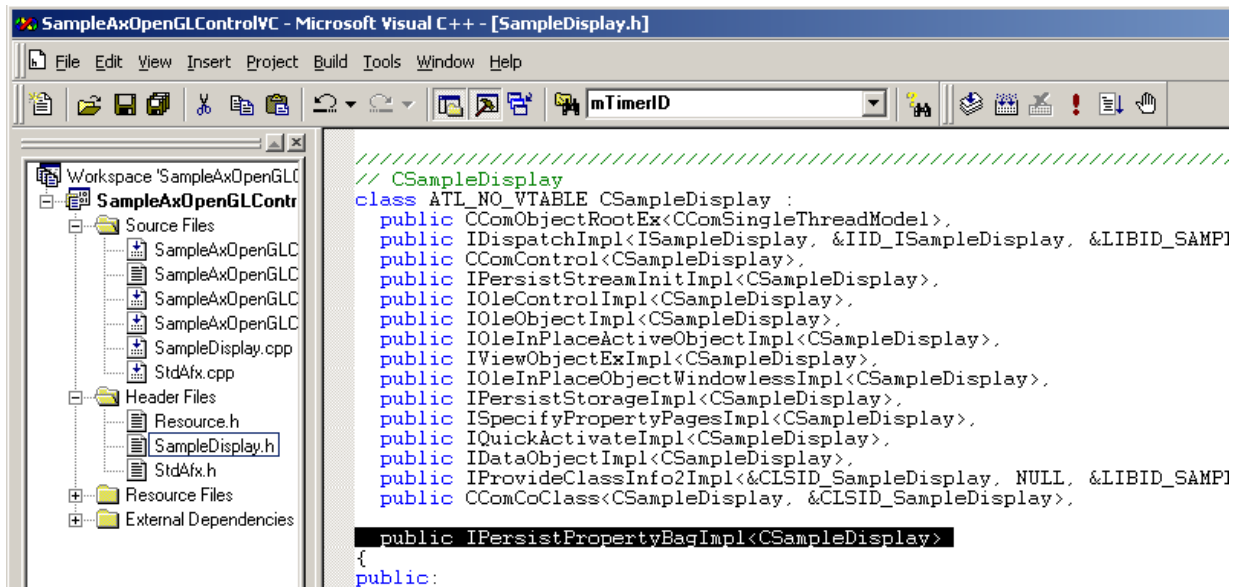 SampleAxOpenGLControlVC - Microsoft Visual C++ - [SampleDisplay.h]
File Edit View Insert Project Build Tools Window Help
mTimerID
Workspace 'SampleAxOpenGLC
SampleAxOpenGLContr
Source Files
SampleAxOpenGLC
SampleAxOpenGLC
SampleAxOpenGLC
SampleAxOpenGLC
SampleDisplay.cpp
StdAfx.cpp
Header Files
Resource.h
SampleDisplay.h
StdAfx.h
Resource Files
External Dependencies
////////////////////////////////////////////////////////////////////////
// CSampleDisplay
class ATL_NO_VTABLE CSampleDisplay :
public CComObjectRootEx<CComSingleThreadModel>,
public IDispatchImpl<ISampleDisplay, &IID_ISampleDisplay, &LIBID_SAMPL
public CComControl<CSampleDisplay>,
public IPersistStreamInitImpl<CSampleDisplay>,
public IOleControlImpl<CSampleDisplay>,
public IOleObjectImpl<CSampleDisplay>,
public IOleInPlaceActiveObjectImpl<CSampleDisplay>,
public IViewObjectExImpl<CSampleDisplay>,
public IOleInPlaceObjectWindowlessImpl<CSampleDisplay>,
public IPersistStorageImpl<CSampleDisplay>,
public ISpecifyPropertyPagesImpl<CSampleDisplay>,
public IQuickActivateImpl<CSampleDisplay>,
public IDataObjectImpl<CSampleDisplay>,
public IProvideClassInfo2Impl<&CLSID_SampleDisplay, NULL, &LIBID_SAMPL
public CComCoClass<CSampleDisplay, &CLSID_SampleDisplay>,
public IPersistPropertyBagImpl<CSampleDisplay>
{
public: